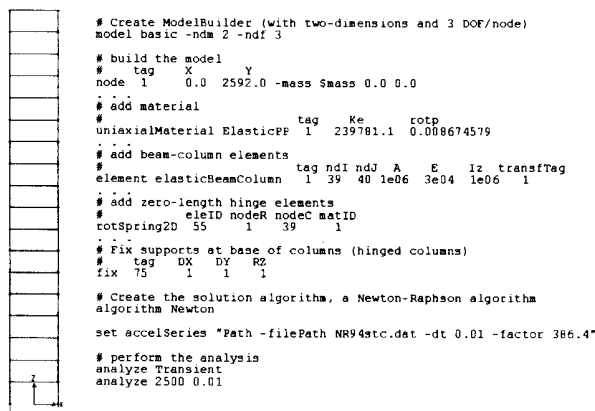 # Create ModelBuilder (with two-dimensions and 3 DOF/node)
model basic -ndm 2 -ndf 3
# build the model
# tag X Y
node 1 0.0 2592.0 -mass $mass 0.0 0.0
. . .
# add material
# tag Ke rotp
uniaxialMaterial ElasticPP 1 239781.1 0.008674579
. . .
# add beam-column elements
# tag ndI ndJ A E Iz transfTag
element elasticBeamColumn 1 39 40 1e06 3e04 1e06 1
. . .
# add zero-length hinge elements
# eleID nodeR nodeC matID
rotSpring2D 55 1 39 1
. . .
# Fix supports at base of columns (hinged columns)
# tag DX DY RZ
fix 75 1 1 1
# Create the solution algorithm, a Newton-Raphson algorithm
algorithm Newton
set accelSeries "Path -filePath NR94stc.dat -dt 0.01 -factor 386.4"
# perform the analysis
analyze Transient
analyze 2500 0.01